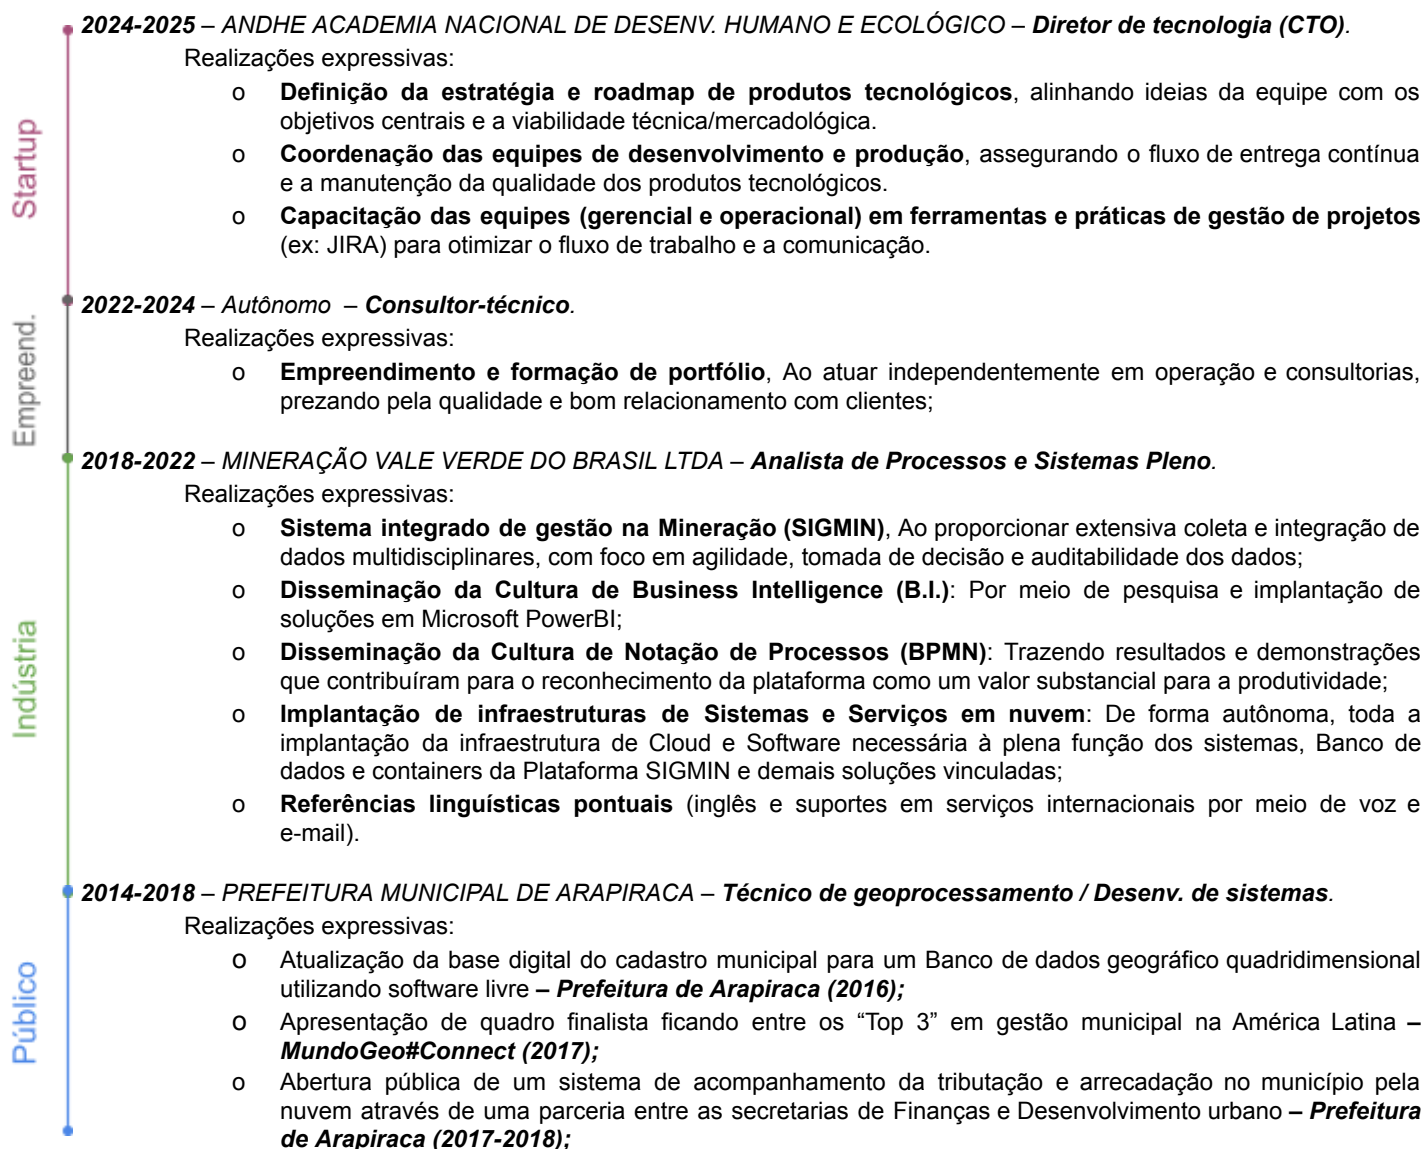 2024-2025 – ANDHE ACADEMIA NACIONAL DE DESENV. HUMANO E ECOLÓGICO – Diretor de tecnologia (CTO).
Realizações expressivas:
o Definição da estratégia e roadmap de produtos tecnológicos, alinhando ideias da equipe com os
objetivos centrais e a viabilidade técnica/mercadológica.
o Coordenação das equipes de desenvolvimento e produção, assegurando o fluxo de entrega contínua
e a manutenção da qualidade dos produtos tecnológicos.
o Capacitação das equipes (gerencial e operacional) em ferramentas e práticas de gestão de projetos
(ex: JIRA) para otimizar o fluxo de trabalho e a comunicação.
Startup
2022-2024 – Autônomo – Consultor-técnico.
Realizações expressivas:
o Empreendimento e formação de portfólio, Ao atuar independentemente em operação e consultorias,
prezando pela qualidade e bom relacionamento com clientes;
Empreend.
2018-2022 – MINERAÇÃO VALE VERDE DO BRASIL LTDA – Analista de Processos e Sistemas Pleno.
Realizações expressivas:
o Sistema integrado de gestão na Mineração (SIGMIN), Ao proporcionar extensiva coleta e integração de
dados multidisciplinares, com foco em agilidade, tomada de decisão e auditabilidade dos dados;
o Disseminação da Cultura de Business Intelligence (B.I.): Por meio de pesquisa e implantação de
soluções em Microsoft PowerBI;
o Disseminação da Cultura de Notação de Processos (BPMN): Trazendo resultados e demonstrações
que contribuíram para o reconhecimento da plataforma como um valor substancial para a produtividade;
o Implantação de infraestruturas de Sistemas e Serviços em nuvem: De forma autônoma, toda a
implantação da infraestrutura de Cloud e Software necessária à plena função dos sistemas, Banco de
dados e containers da Plataforma SIGMIN e demais soluções vinculadas;
o Referências linguísticas pontuais (inglês e suportes em serviços internacionais por meio de voz e
e-mail).
Indústria
2014-2018 – PREFEITURA MUNICIPAL DE ARAPIRACA – Técnico de geoprocessamento / Desenv. de sistemas.
Realizações expressivas:
o Atualização da base digital do cadastro municipal para um Banco de dados geográfico quadridimensional
utilizando software livre – Prefeitura de Arapiraca (2016);
o Apresentação de quadro finalista ficando entre os “Top 3” em gestão municipal na América Latina –
MundoGeo#Connect (2017);
o Abertura pública de um sistema de acompanhamento da tributação e arrecadação no município pela
nuvem através de uma parceria entre as secretarias de Finanças e Desenvolvimento urbano – Prefeitura
de Arapiraca (2017-2018);
Público